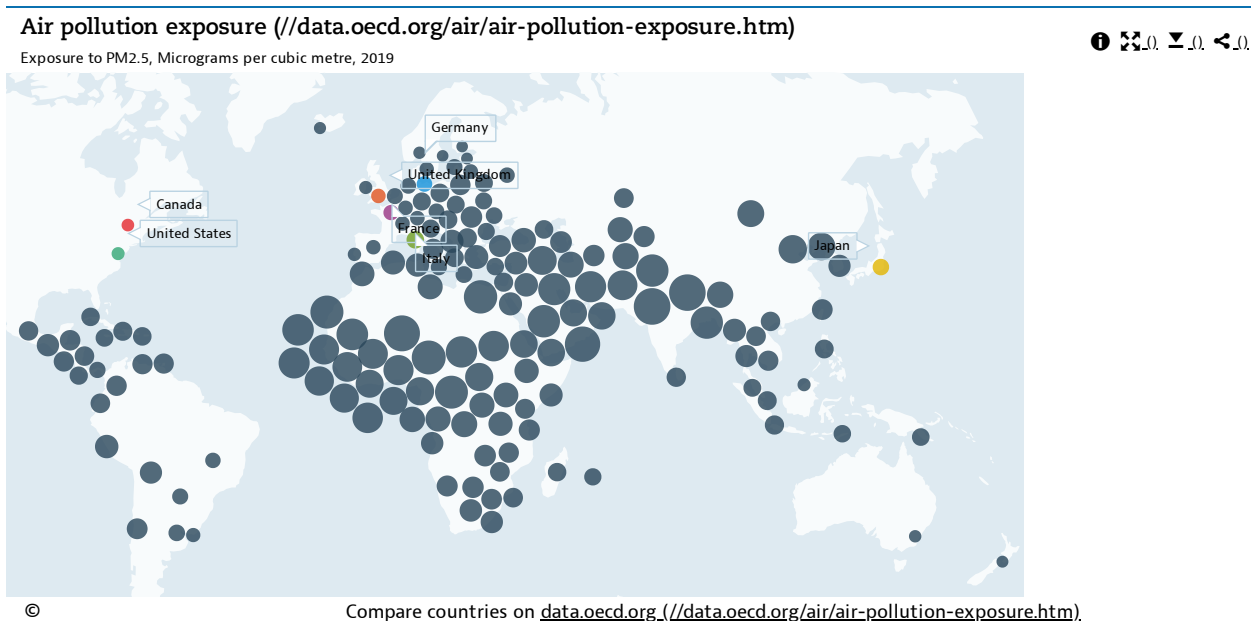 Air pollution exposure (//data.oecd.org/air/air-pollution-exposure.htm)
() () ()
Exposure to PM2.5, Micrograms per cubic metre, 2019
Germany
United Kingdom
Canada
United States
France
Japan
Italy
© Compare countries on data.oecd.org (//data.oecd.org/air/air-pollution-exposure.htm)